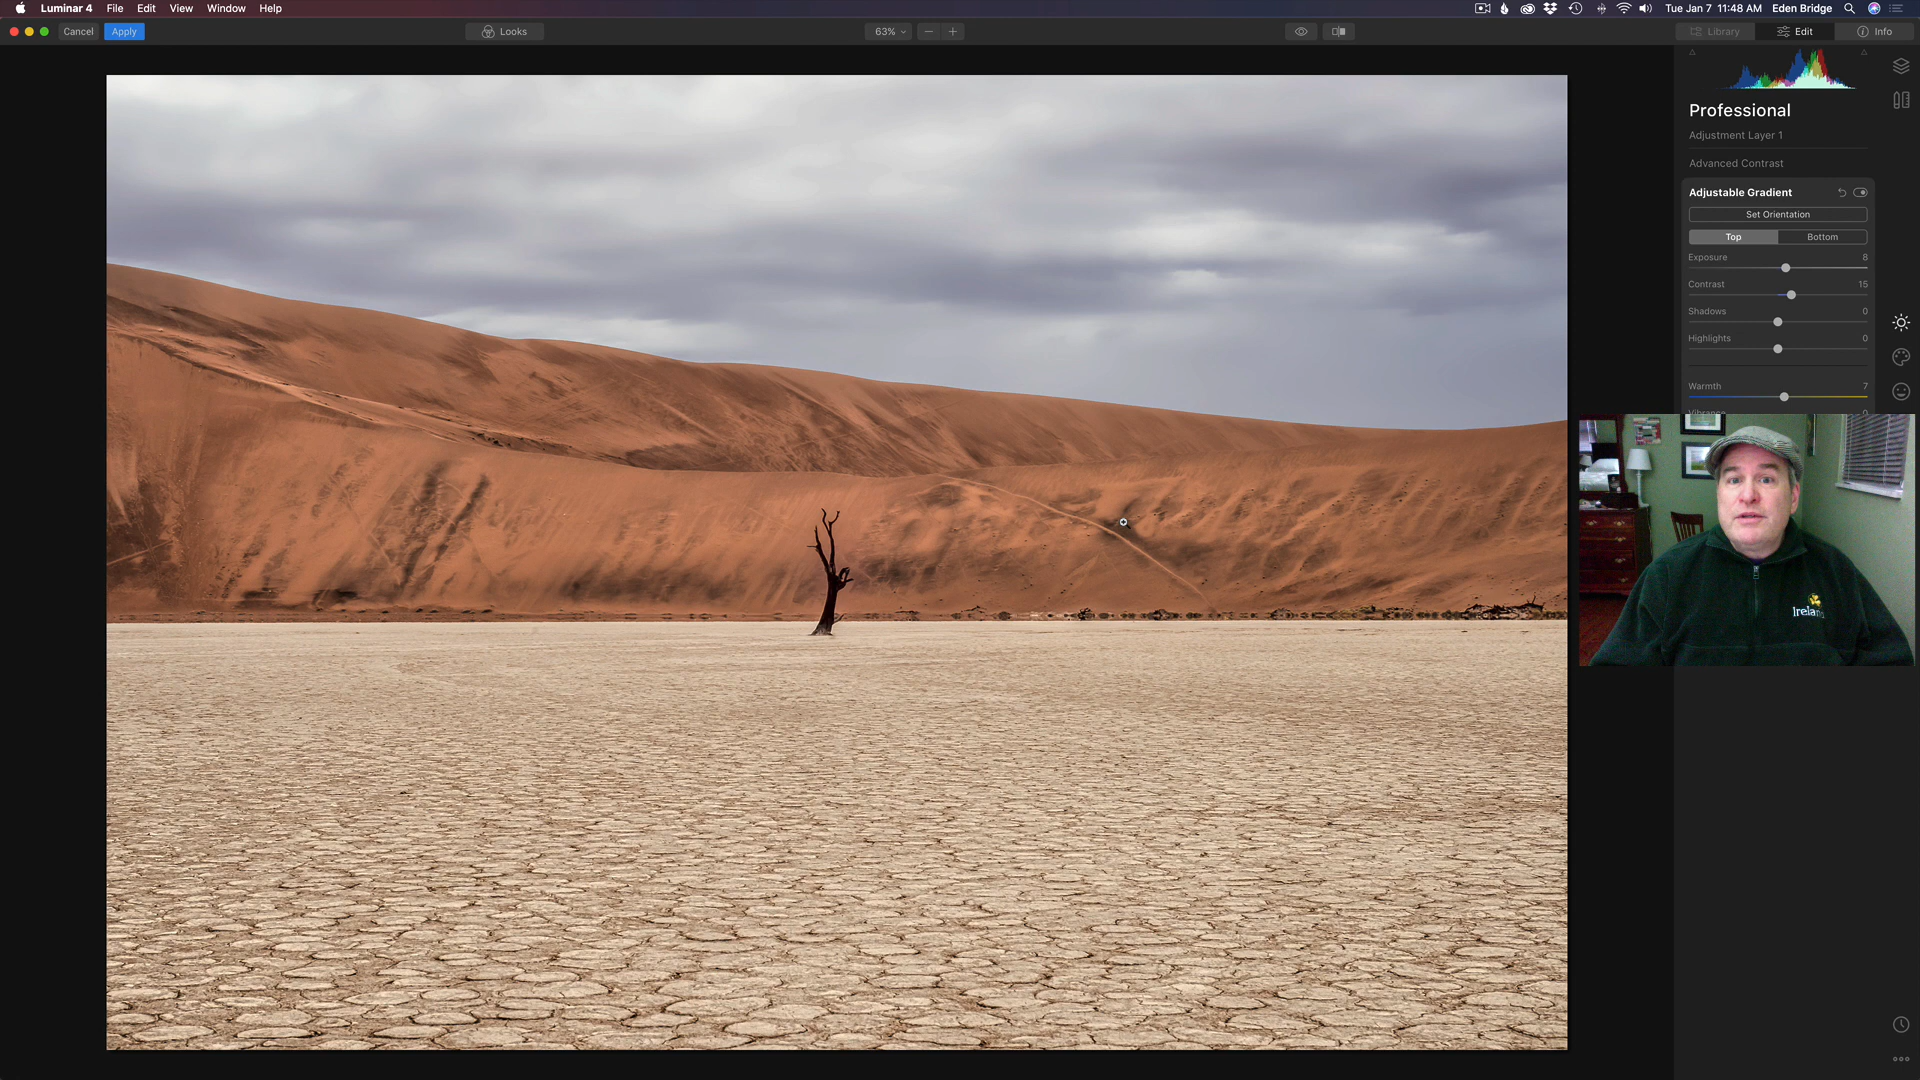 Luminar 4 File Edit View Window Help Tue Jan 7 11:48 AM Eden Bridge
Cancel Apply Looks 63% Library Edit Info
Professional
Adjustment Layer 1
Advanced Contrast
Adjustable Gradient
Set Orientation
Top Bottom
Exposure 8
Contrast 15
Shadows 0
Highlights 0
Warmth 7
Vibrance 0